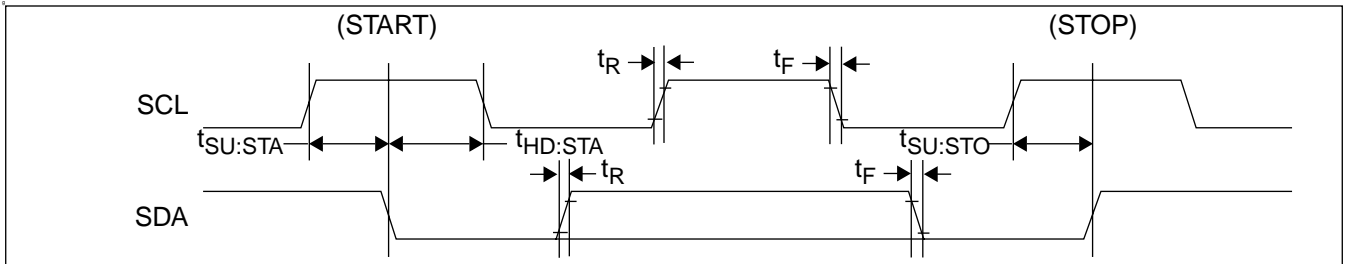 (START)
(STOP)
tR
tF
SCL
tSU:STA
tHD:STA
tSU:STO
tR
tF
SDA